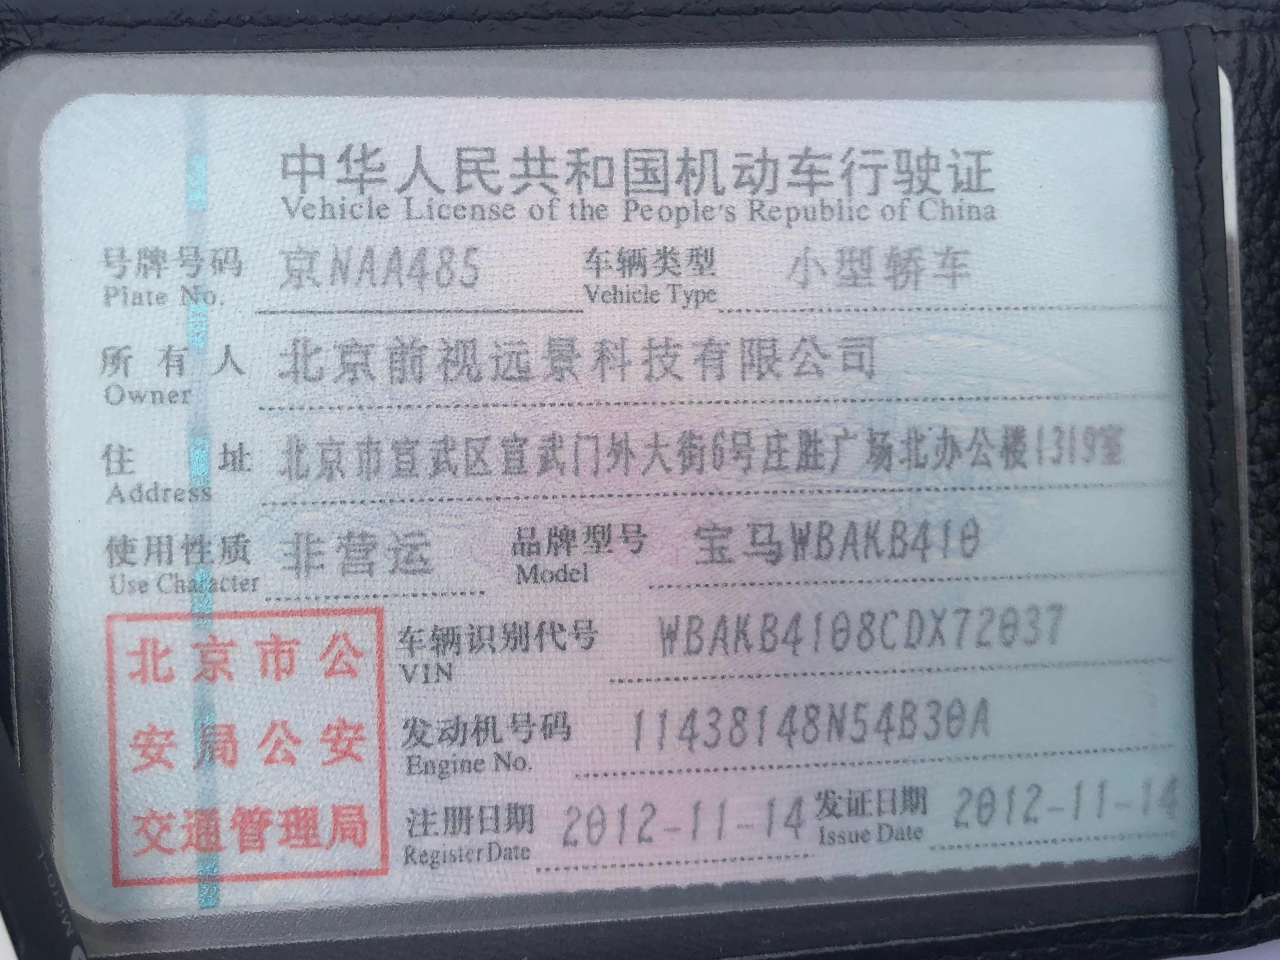 中华人民共和国机动车行驶证
Vehicle License of the People's Republic of China
号牌号码 京NAA485 车辆类型 小型轿车
Plate No. Vehicle Type
所有人 北京前视远景科技有限公司
Owner
住址 北京市宣武区宣武门外大街6号庄胜广场北办公楼1319室
Address
使用性质 非营运 品牌型号 宝马WBAKB410
Use Character Model
车辆识别代号 WBAKB4108CDX72037
VIN
发动机号码 11438148N54B30A
Engine No.
注册日期 2012-11-14 发证日期 2012-11-14
Register Date Issue Date
北京市公
安局公安
交通管理局